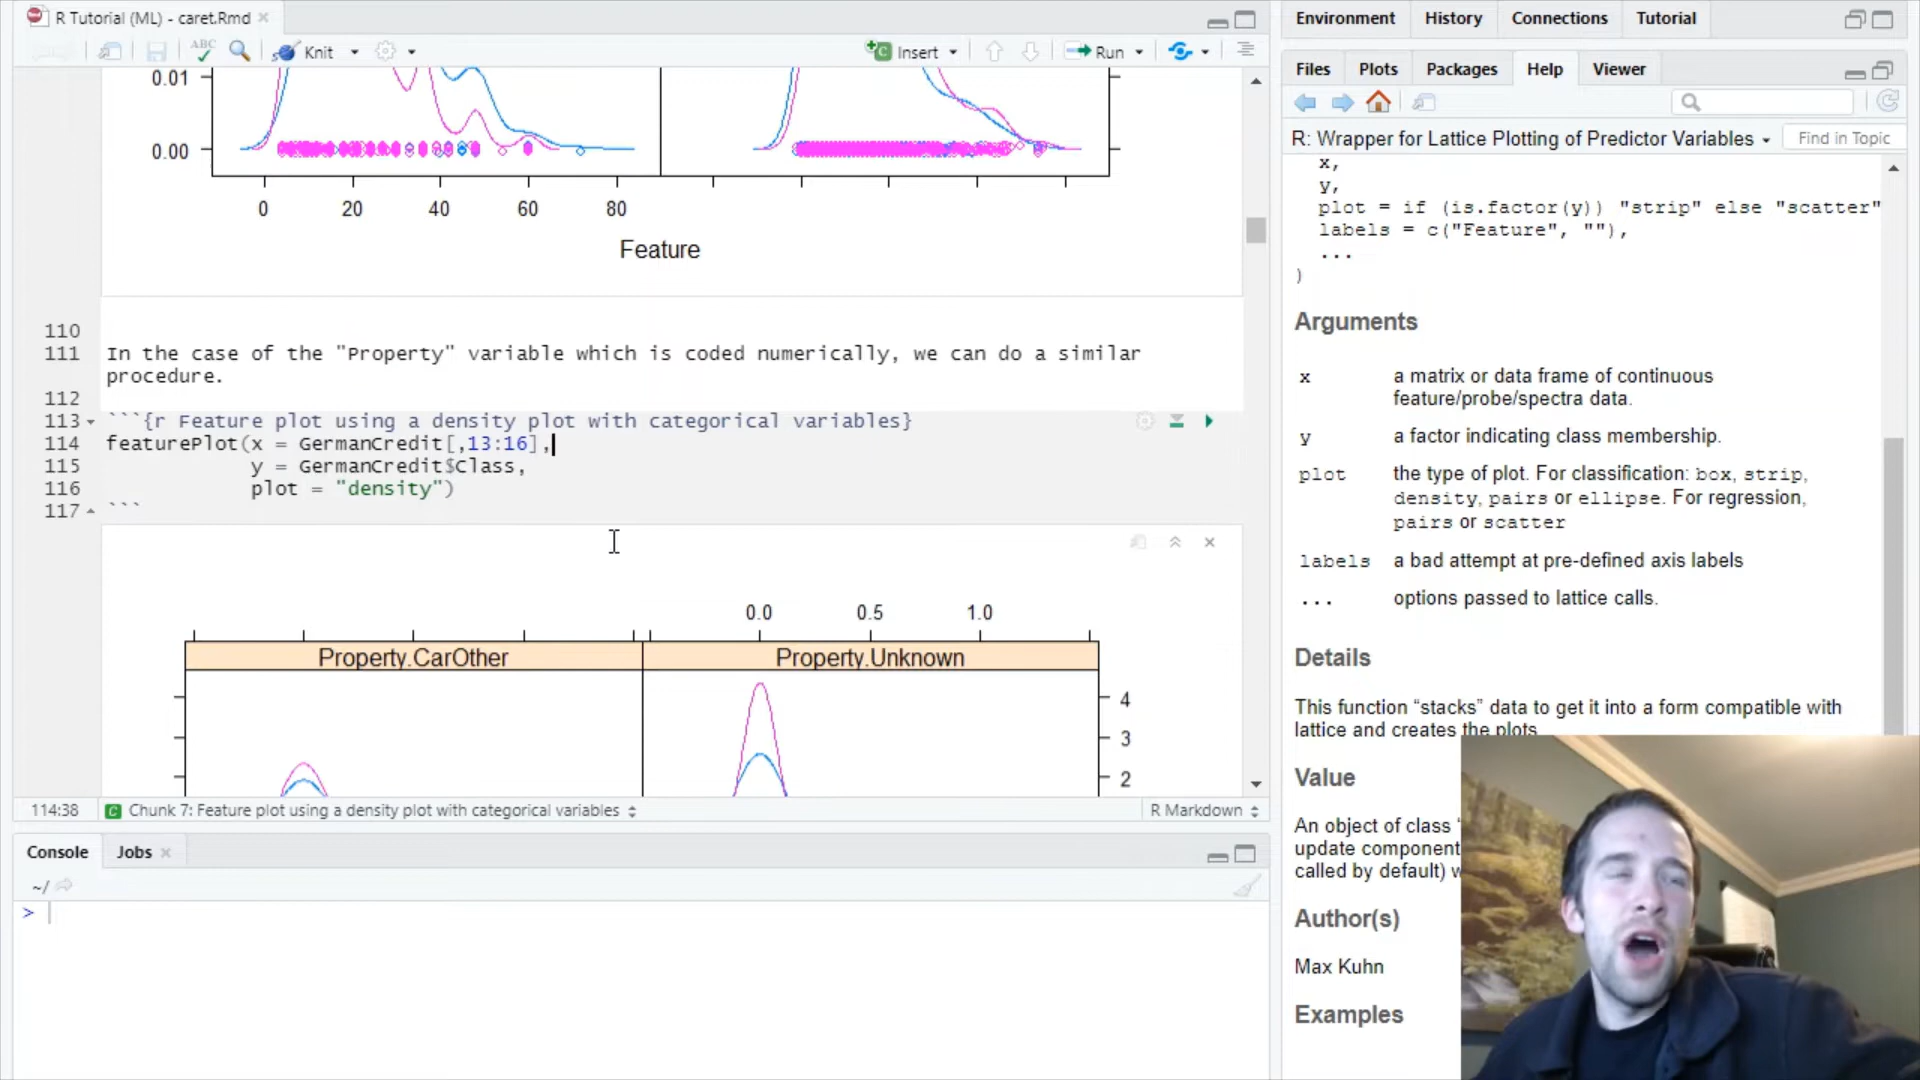 R Tutorial (ML) - caret.Rmd
Environment History Connections Tutorial
ABC
Knit
Insert
Run
Files Plots Packages Help Viewer
R: Wrapper for Lattice Plotting of Predictor Variables
Find in Topic
0.01
0.00
0 20 40 60 80
Feature
110
111 In the case of the "Property" variable which is coded numerically, we can do a similar
procedure.
112
113 ```{r Feature plot using a density plot with categorical variables}
114 featurePlot(x = GermanCredit[,13:16],
115 y = GermanCredit$Class,
116 plot = "density")
117 ```
0.0 0.5 1.0
Property.CarOther Property.Unknown
4
3
2
114:38 Chunk 7: Feature plot using a density plot with categorical variables R Markdown
Console Jobs
~/
>
x,
y,
plot = if (is.factor(y)) "strip" else "scatter"
labels = c("Feature", ""),
...
)
Arguments
x a matrix or data frame of continuous
feature/probe/spectra data.
y a factor indicating class membership.
plot the type of plot. For classification: box, strip,
density, pairs or ellipse. For regression,
pairs or scatter
labels a bad attempt at pre-defined axis labels
... options passed to lattice calls.
Details
This function “stacks” data to get it into a form compatible with
lattice and creates the plots
Value
An object of class
update component
called by default)
Author(s)
Max Kuhn
Examples